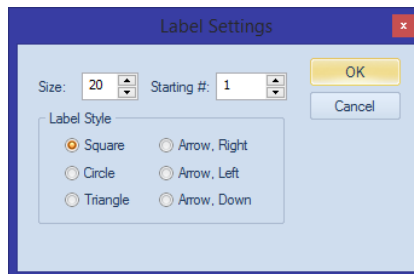 Label Settings
x
Size: 20 Starting #: 1 OK
Cancel
Label Style
Square Arrow, Right
Circle Arrow, Left
Triangle Arrow, Down